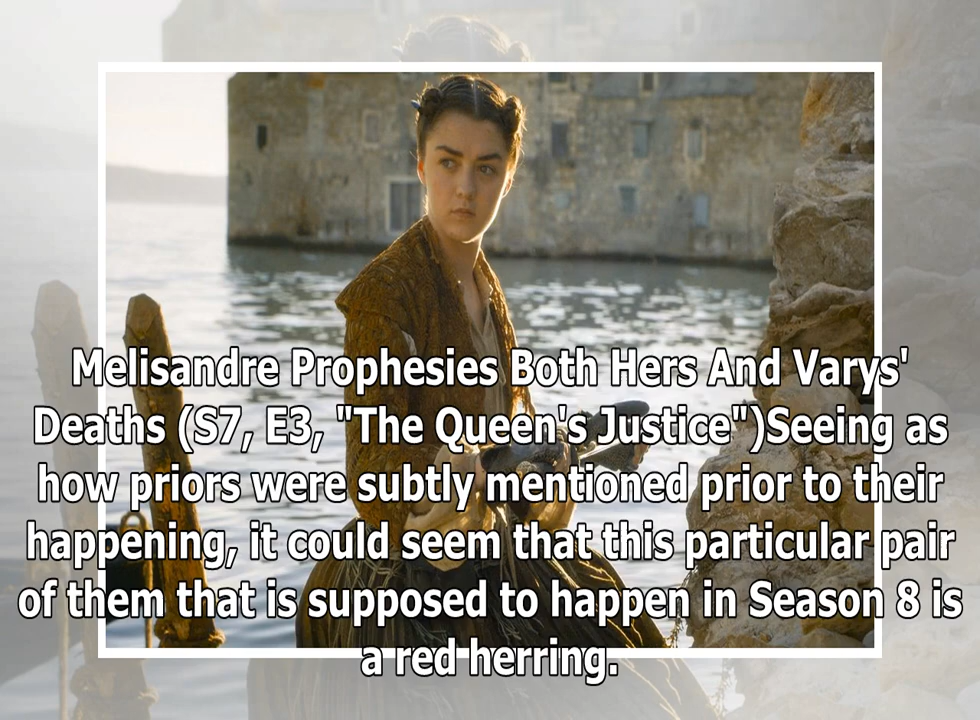 Melisandre Prophesies Both Hers And Varys'
Deaths (S7, E3, "The Queen's Justice")Seeing as
how priors were subtly mentioned prior to their
happening, it could seem that this particular pair
of them that is supposed to happen in Season 8 is
a red herring.